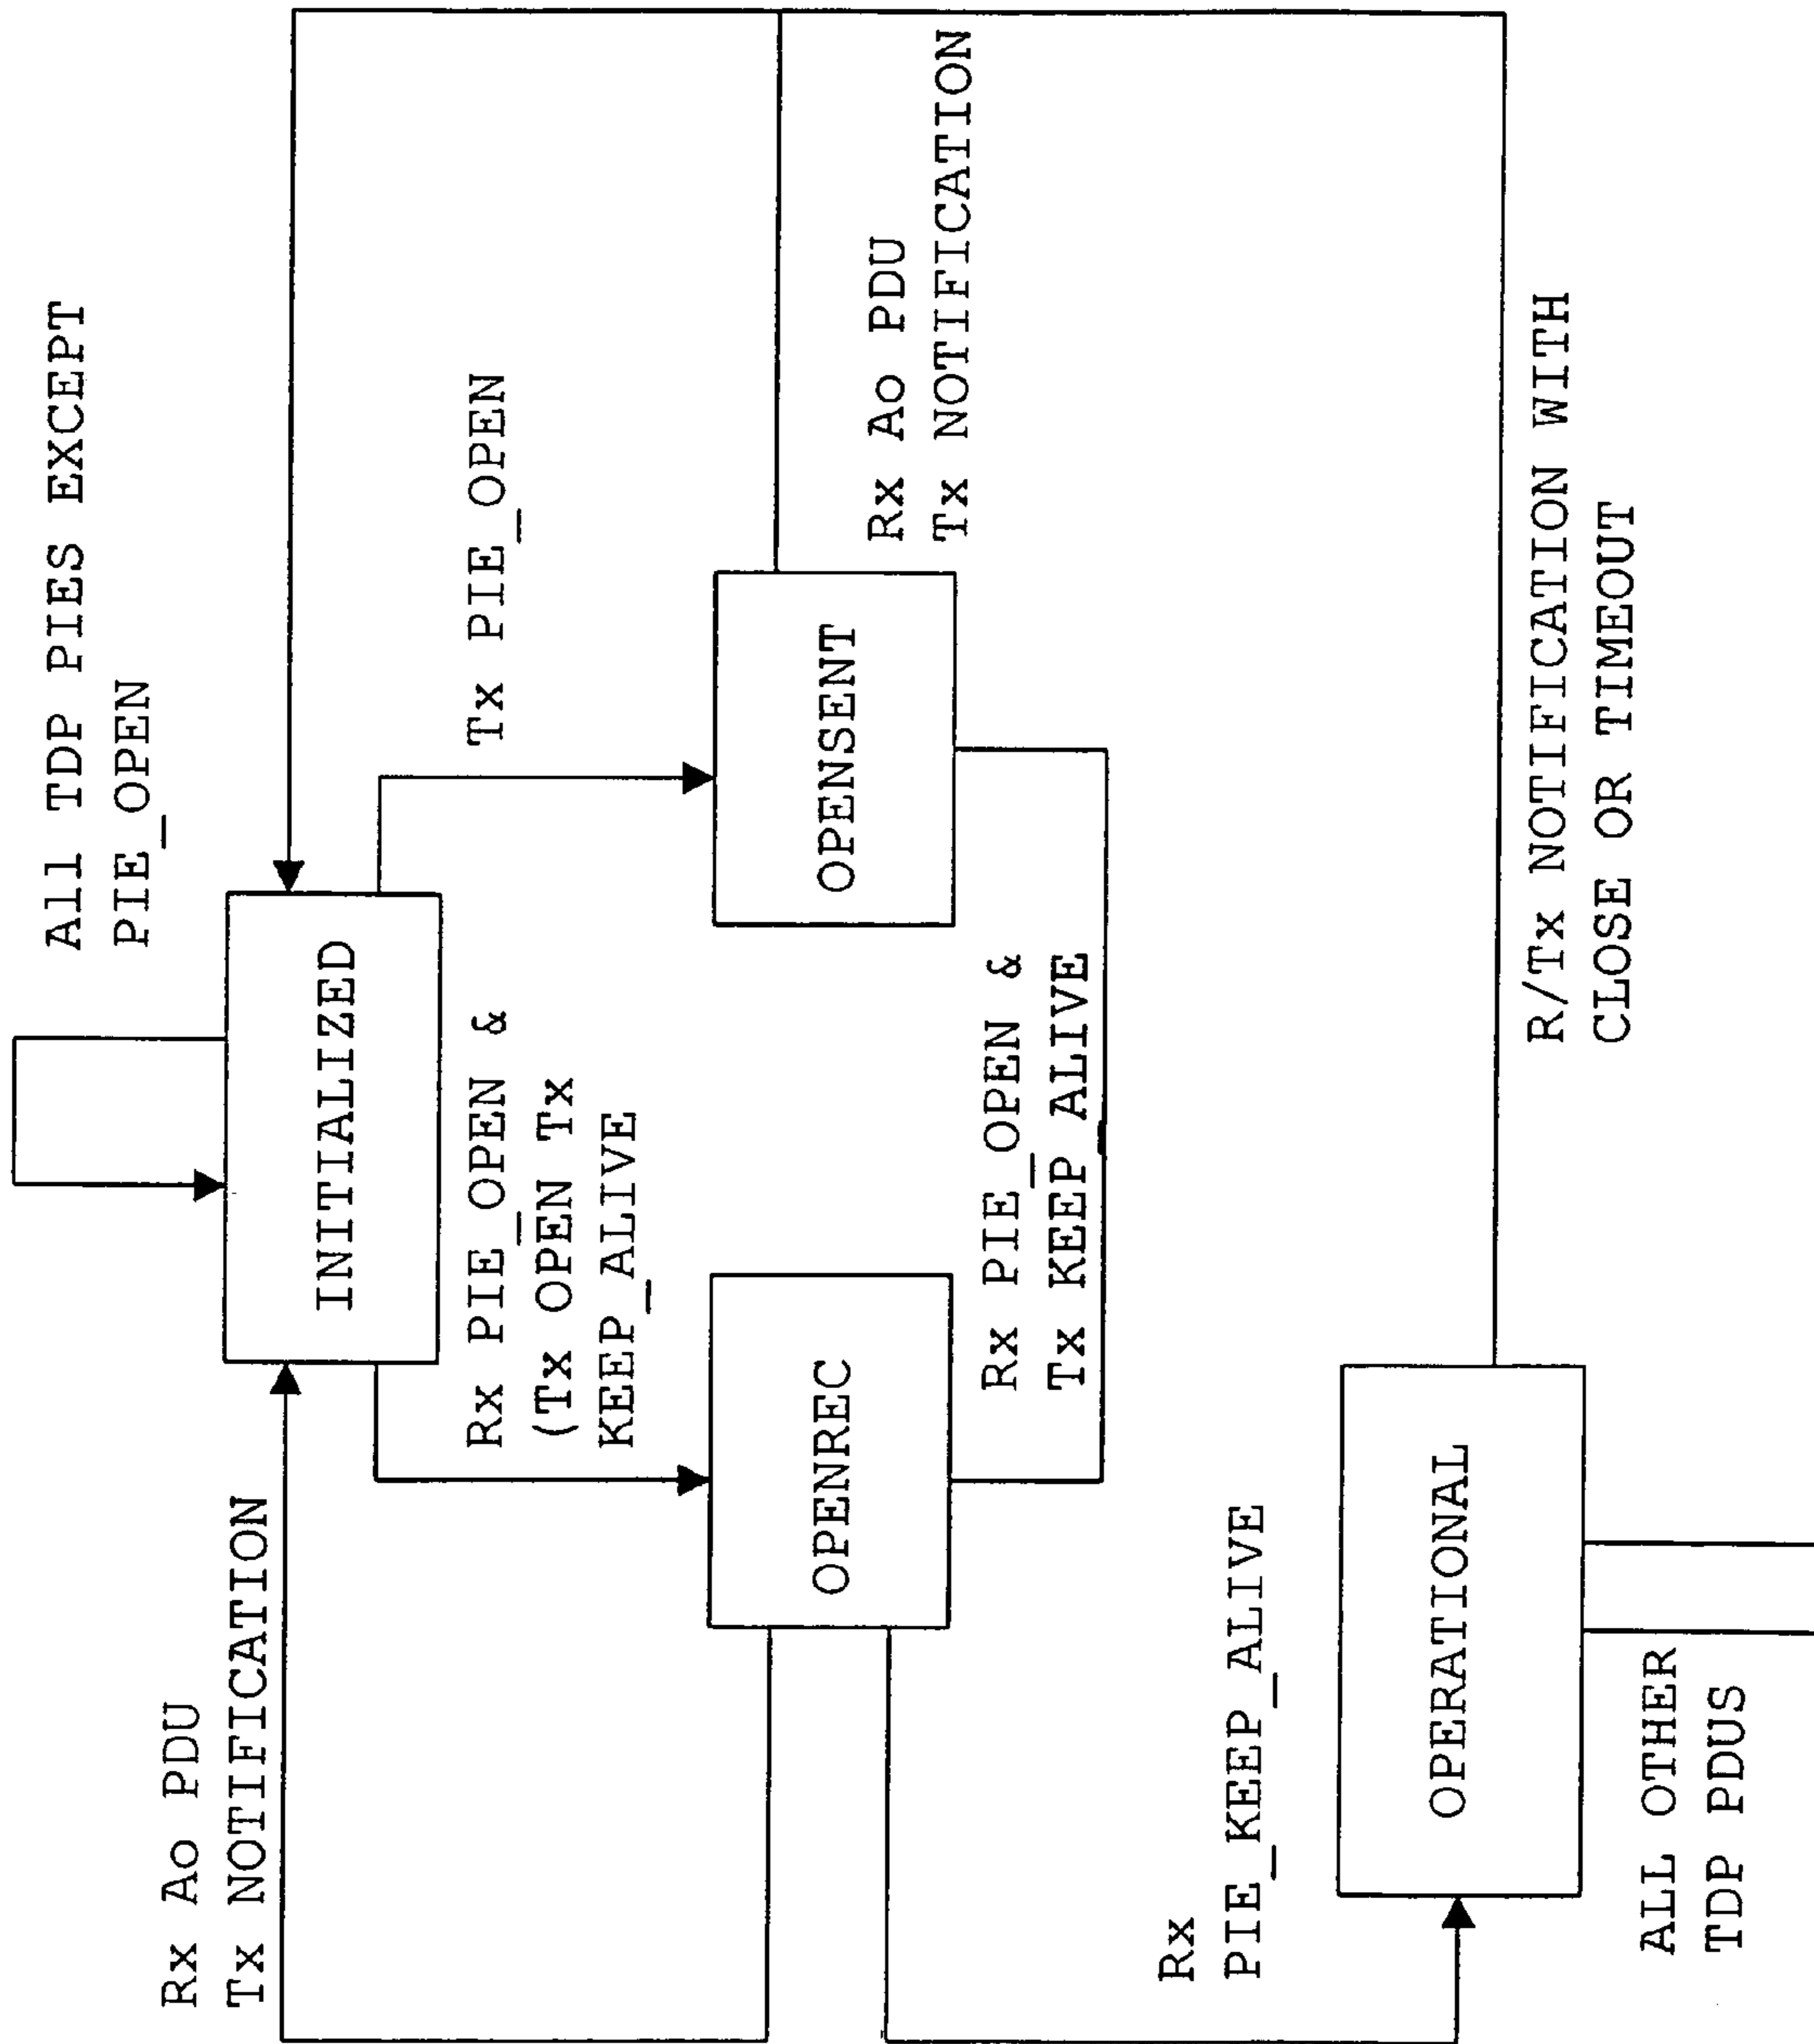 All TDP PIES EXCEPT
PIE_OPEN
Rx Ao PDU
Tx NOTIFICATION
INITIALIZED
Rx PIE_OPEN &
(Tx OPEN Tx
KEEP_ALIVE
Tx PIE_OPEN
OPENREC
OPENSENT
Rx Ao PDU
Tx NOTIFICATION
Rx PIE_OPEN &
Tx KEEP ALIVE
Rx
PIE_KEEP_ALIVE
OPERATIONAL
R/Tx NOTIFICATION WITH
CLOSE OR TIMEOUT
ALL OTHER
TDP PDUS